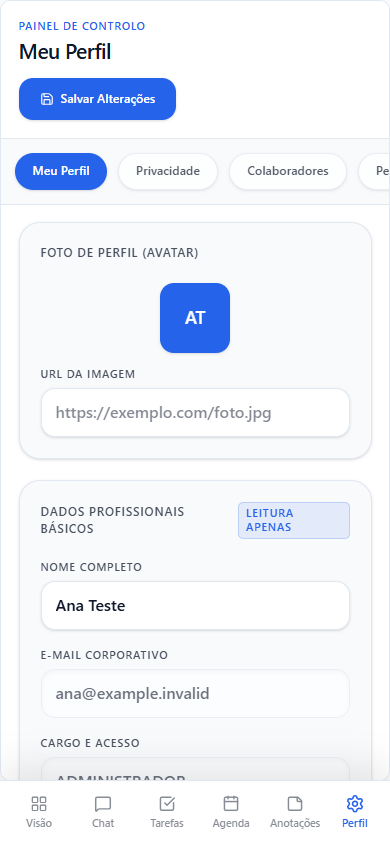 PAINEL DE CONTROLO
Meu Perfil
Salvar Alterações
Meu Perfil
Privacidade
Colaboradores
Pe
FOTO DE PERFIL (AVATAR)
AT
URL DA IMAGEM
https://exemplo.com/foto.jpg
DADOS PROFISSIONAIS
BÁSICOS
LEITURA
APENAS
NOME COMPLETO
Ana Teste
E-MAIL CORPORATIVO
ana@example.invalid
CARGO E ACESSO
ADMINISTRADOR
Visão
Chat
Tarefas
Agenda
Anotações
Perfil